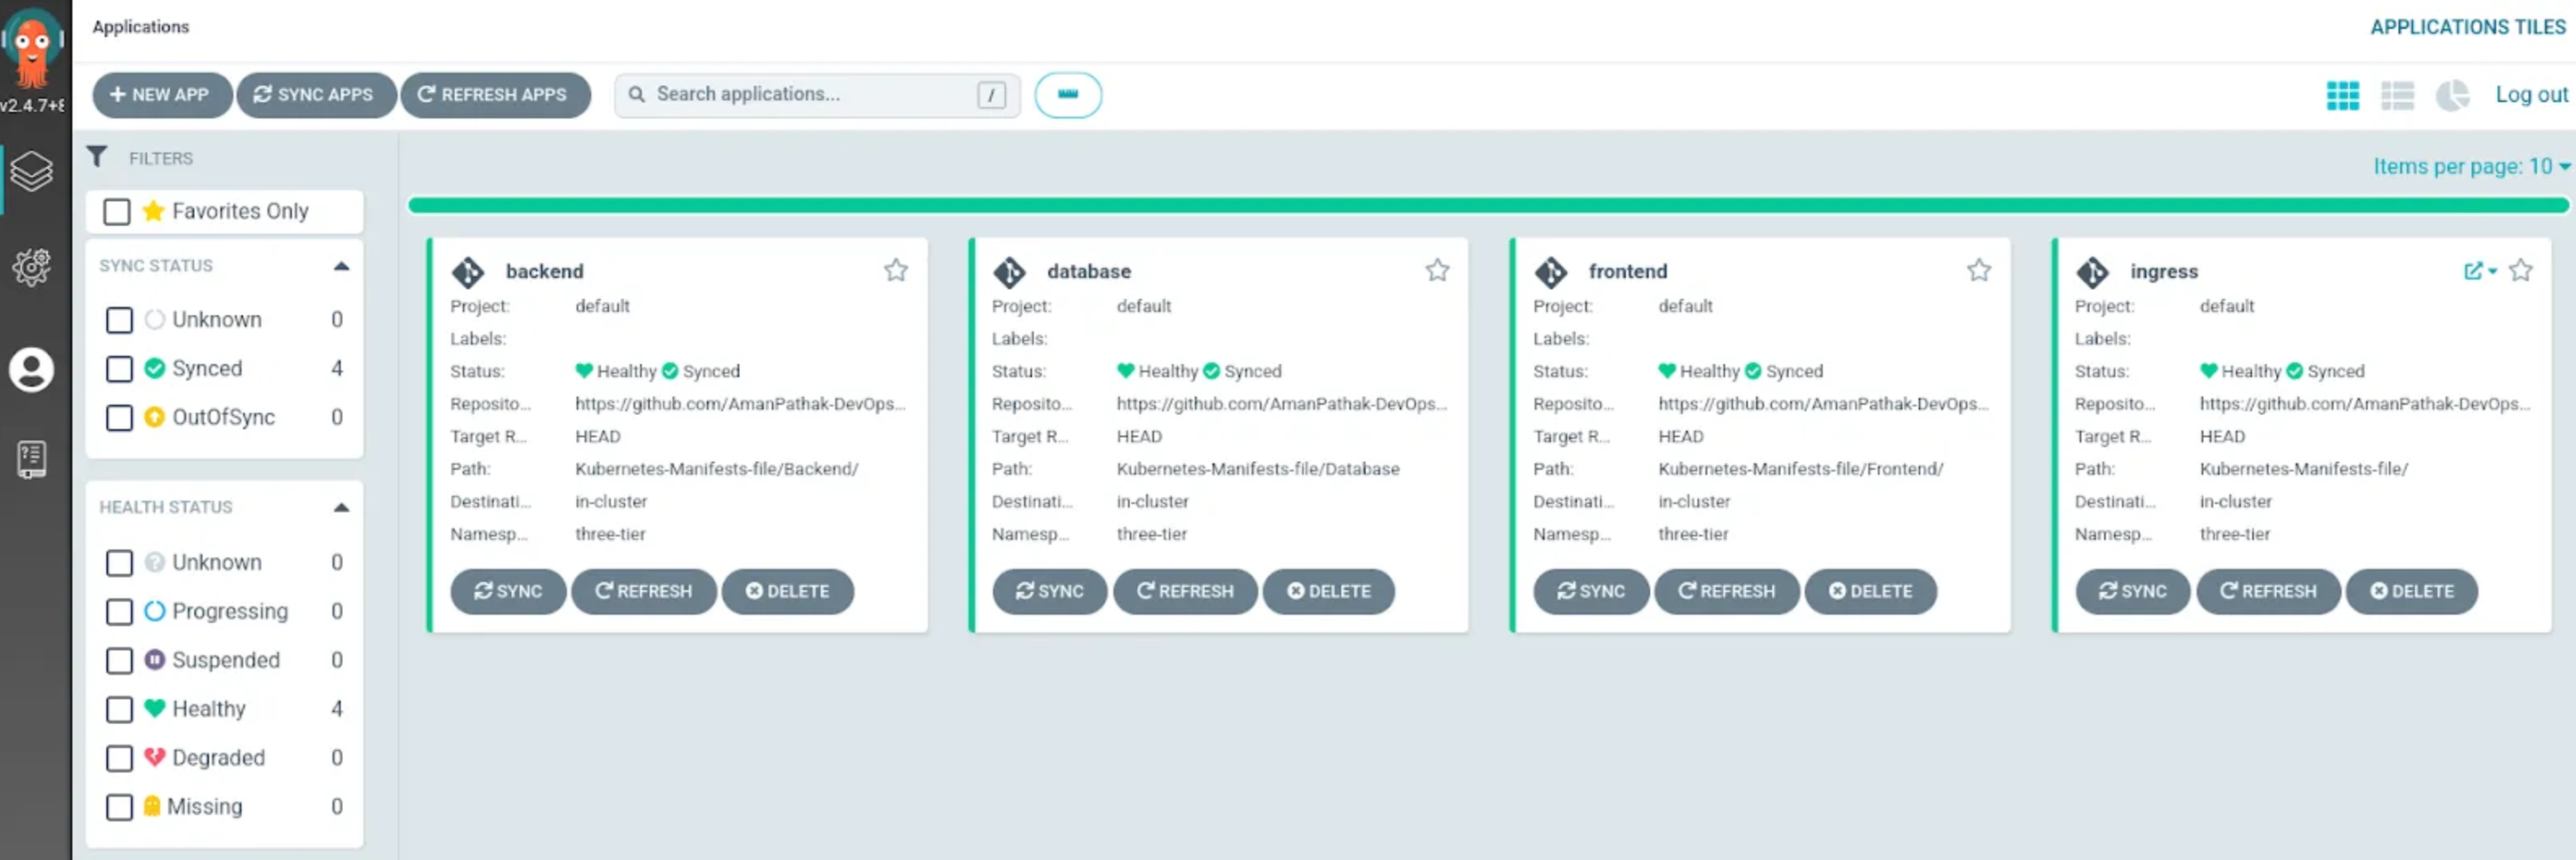 Applications
APPLICATIONS TILES
v2.4.7+8
+ NEW APP
SYNC APPS
REFRESH APPS
Search applications...
/
Log out
FILTERS
Favorites Only
SYNC STATUS
Unknown 0
Synced 4
OutOfSync 0
HEALTH STATUS
Unknown 0
Progressing 0
Suspended 0
Healthy 4
Degraded 0
Missing 0
Items per page: 10
backend
Project: default
Labels:
Status: Healthy Synced
Reposito... https://github.com/AmanPathak-DevOps...
Target R... HEAD
Path: Kubernetes-Manifests-file/Backend/
Destinati... in-cluster
Namesp... three-tier
SYNC REFRESH DELETE
database
Project: default
Labels:
Status: Healthy Synced
Reposito... https://github.com/AmanPathak-DevOps...
Target R... HEAD
Path: Kubernetes-Manifests-file/Database
Destinati... in-cluster
Namesp... three-tier
SYNC REFRESH DELETE
frontend
Project: default
Labels:
Status: Healthy Synced
Reposito... https://github.com/AmanPathak-DevOps...
Target R... HEAD
Path: Kubernetes-Manifests-file/Frontend/
Destinati... in-cluster
Namesp... three-tier
SYNC REFRESH DELETE
ingress
Project: default
Labels:
Status: Healthy Synced
Reposito... https://github.com/AmanPathak-DevOps...
Target R... HEAD
Path: Kubernetes-Manifests-file/
Destinati... in-cluster
Namesp... three-tier
SYNC REFRESH DELETE